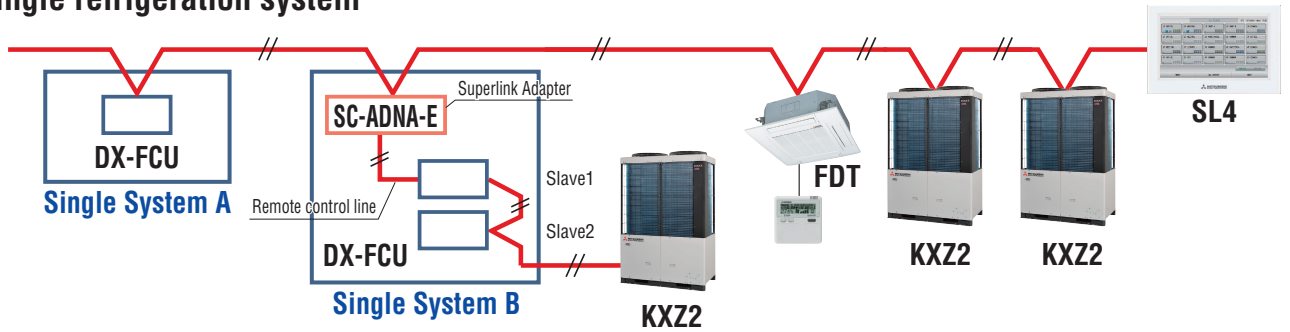 ingle refrigeration system
DX-FCU
Single System A
SC-ADNA-E
Superlink Adapter
Remote control line
Slave1
Slave2
DX-FCU
Single System B
KXZ2
FDT
KXZ2
KXZ2
SL4